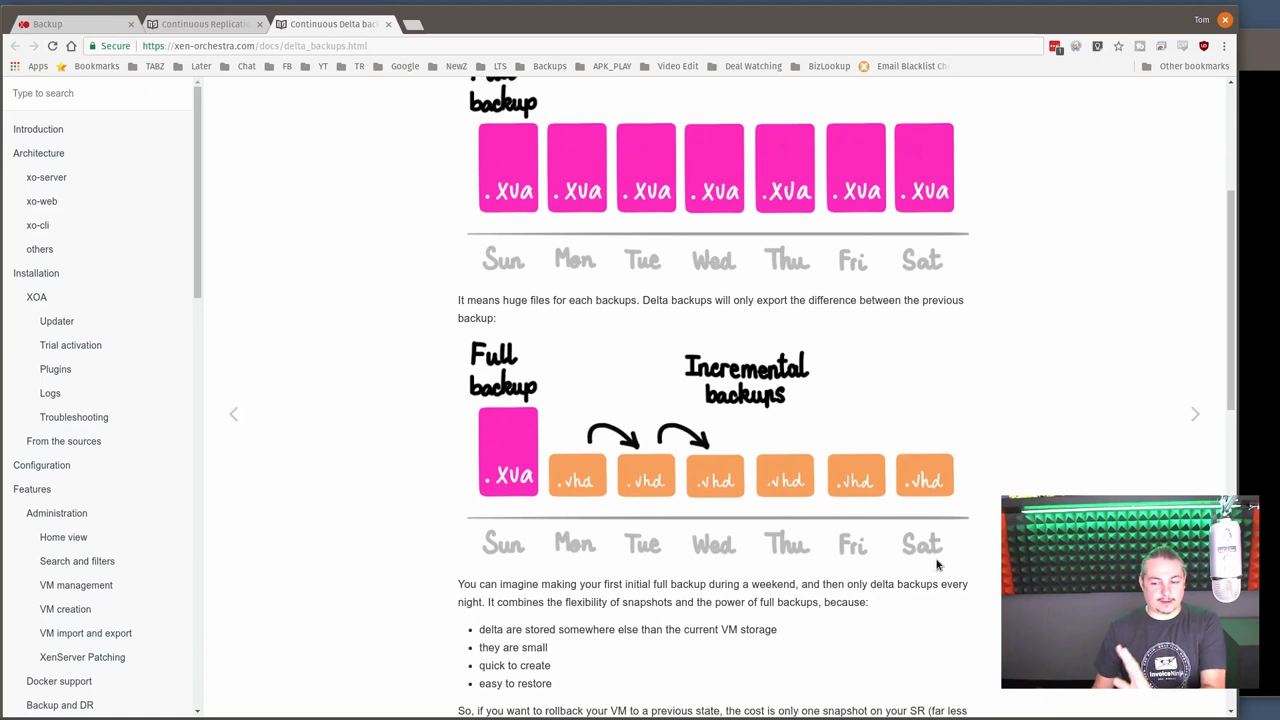 Tom
Backup
Continuous Replicati
Continuous Delta bac
Secure
https://xen-orchestra.com/docs/delta_backups.html
Apps
Bookmarks
TABZ
Later
Chat
FB
YT
TR
Google
NewZ
LTS
Backups
APK_PLAY
Video Edit
Deal Watching
BizLookup
Email Blacklist Che
Other bookmarks
Type to search
Introduction
Architecture
xo-server
xo-web
xo-cli
others
Installation
XOA
Updater
Trial activation
Plugins
Logs
Troubleshooting
From the sources
Configuration
Features
Administration
Home view
Search and filters
VM management
VM creation
VM import and export
XenServer Patching
Docker support
Backup and DR
backup
.xva .xva .xva .xva .xva .xva .xva
Sun Mon Tue Wed Thu Fri Sat
It means huge files for each backups. Delta backups will only export the difference between the previous
backup:
Full
backup
Incremental
backups
.xva .vhd .vhd .vhd .vhd .vhd .vhd
Sun Mon Tue Wed Thu Fri Sat
You can imagine making your first initial full backup during a weekend, and then only delta backups every
night. It combines the flexibility of snapshots and the power of full backups, because:
delta are stored somewhere else than the current VM storage
they are small
quick to create
easy to restore
So, if you want to rollback your VM to a previous state, the cost is only one snapshot on your SR (far less
InvoiceNinja